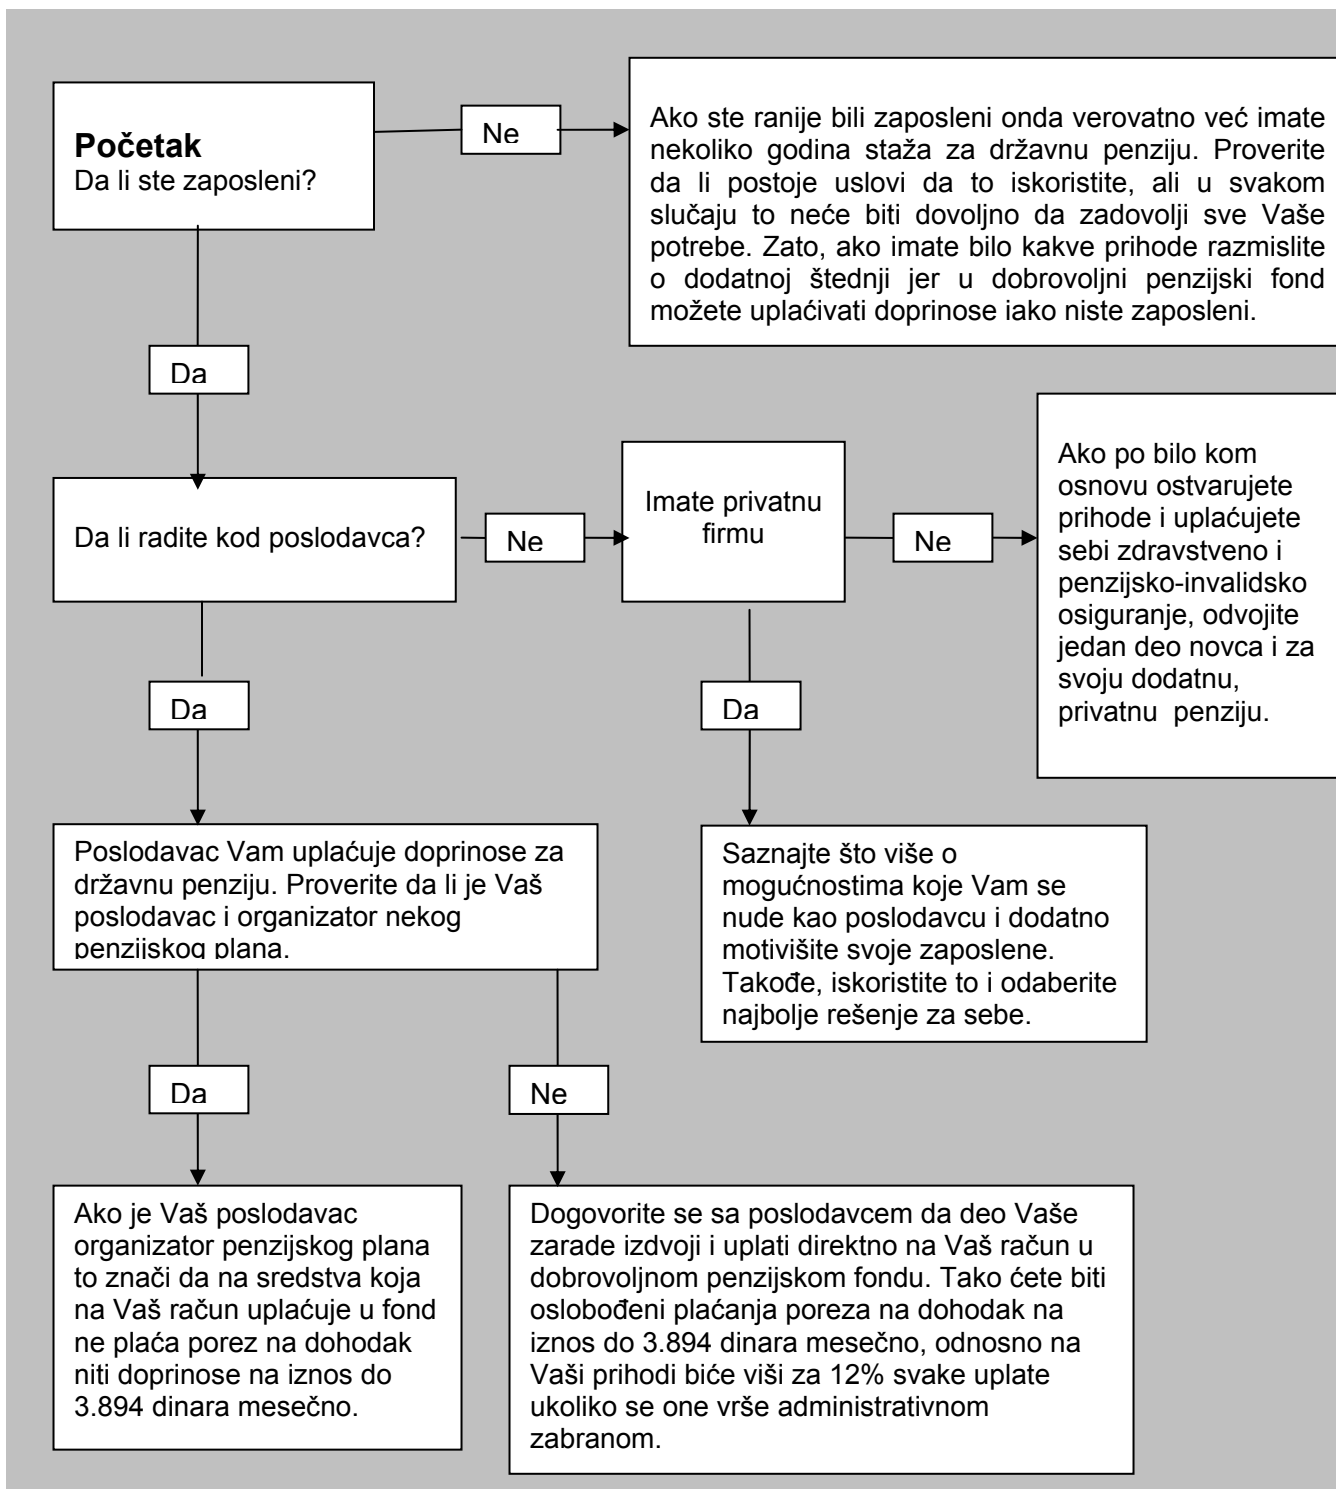 Početak
Da li ste zaposleni?
Ne
Ako ste ranije bili zaposleni onda verovatno već imate
nekoliko godina staža za državnu penziju. Proverite
da li postoje uslovi da to iskoristite, ali u svakom
slučaju to neće biti dovoljno da zadovolji sve Vaše
potrebe. Zato, ako imate bilo kakve prihode razmislite
o dodatnoj štednji jer u dobrovoljni penzijski fond
možete uplaćivati doprinose iako niste zaposleni.
Da
Da li radite kod poslodavca?
Ne
Imate privatnu
firmu
Ne
Ako po bilo kom
osnovu ostvarujete
prihode i uplaćujete
sebi zdravstveno i
penzijsko-invalidsko
osiguranje, odvojite
jedan deo novca i za
svoju dodatnu,
privatnu penziju.
Da
Da
Poslodavac Vam uplaćuje doprinose za
državnu penziju. Proverite da li je Vaš
poslodavac i organizator nekog
penzijskog plana.
Saznajte što više o
mogućnostima koje Vam se
nude kao poslodavcu i dodatno
motivišite svoje zaposlene.
Takođe, iskoristite to i odaberite
najbolje rešenje za sebe.
Da
Ne
Ako je Vaš poslodavac
organizator penzijskog plana
to znači da na sredstva koja
na Vaš račun uplaćuje u fond
ne plaća porez na dohodak
niti doprinose na iznos do
3.894 dinara mesečno.
Dogovorite se sa poslodavcem da deo Vaše
zarade izdvoji i uplati direktno na Vaš račun u
dobrovoljnom penzijskom fondu. Tako ćete biti
oslobođeni plaćanja poreza na dohodak na
iznos do 3.894 dinara mesečno, odnosno na
Vaši prihodi biće viši za 12% svake uplate
ukoliko se one vrše administrativnom
zabranom.